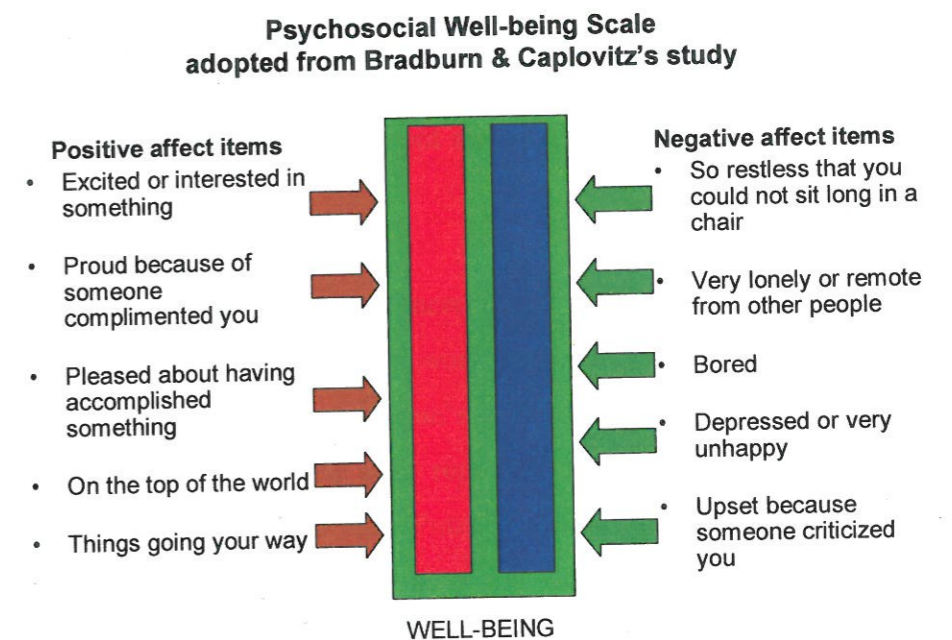 Psychosocial Well-being Scale
adopted from Bradburn & Caplovitz's study
Positive affect items
• Excited or interested in
something
• Proud because of
someone
complimented you
• Pleased about having
accomplished
something
• On the top of the world
• Things going your way
Negative affect items
• So restless that you
could not sit long in a
chair
• Very lonely or remote
from other people
• Bored
• Depressed or very
unhappy
• Upset because
someone criticized
you
WELL-BEING